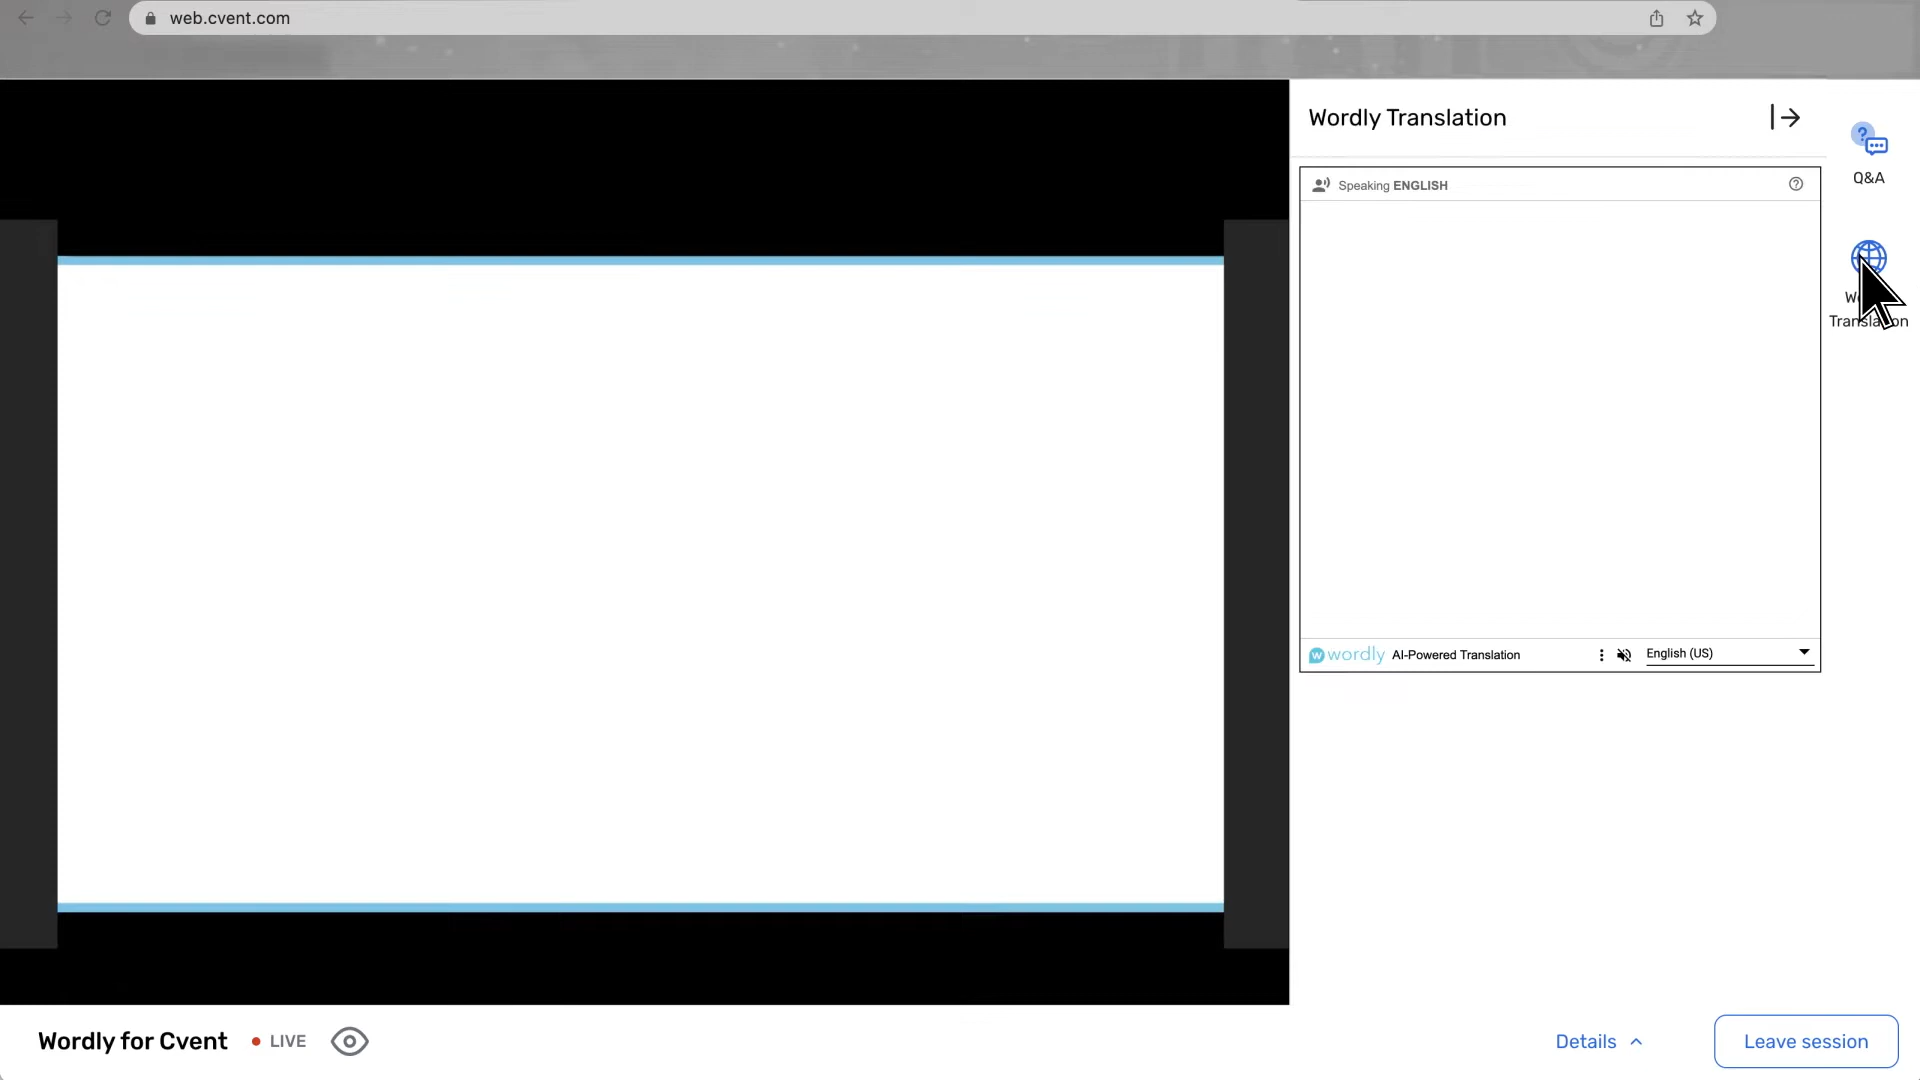 web.cvent.com
Wordly Translation
Speaking ENGLISH
Q&A
Translation
wordly AI-Powered Translation
English (US)
Wordly for Cvent
LIVE
Details
Leave session